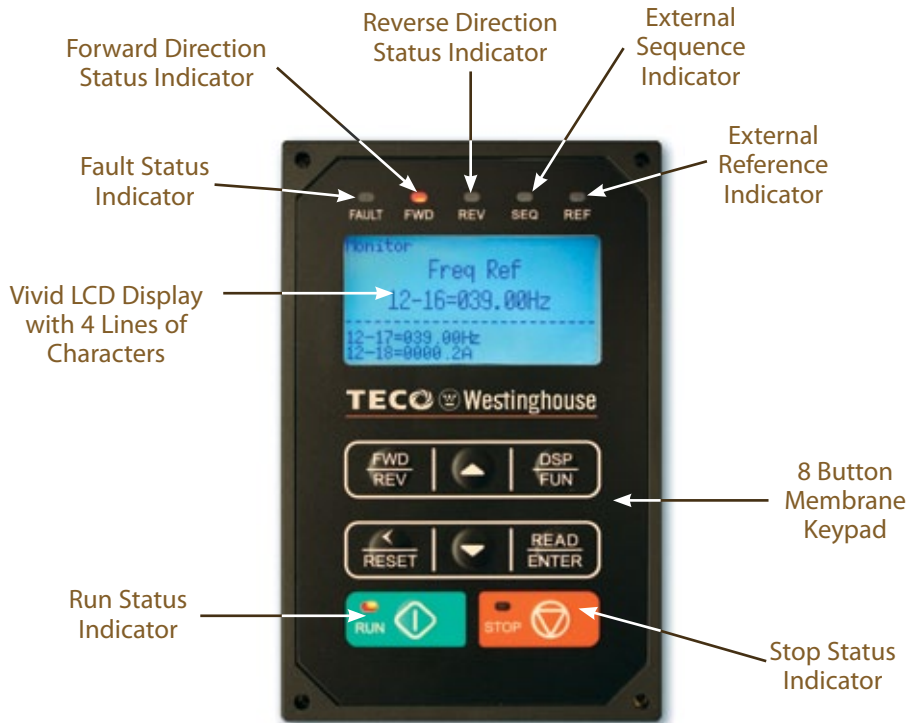 Reverse Direction
Status Indicator
External
Sequence
Indicator
Forward Direction
Status Indicator
External
Reference
Indicator
Fault Status
Indicator
FAULT FWD REV SEQ REF
Monitor
Freq Ref
12-16=039.00Hz
12-17=039.00Hz
12-18=0000.2A
Vivid LCD Display
with 4 Lines of
Characters
TECO W Westinghouse
FWD
REV
DSP
FUN
8 Button
Membrane
Keypad
RESET
READ
ENTER
Run Status
Indicator
RUN
STOP
Stop Status
Indicator